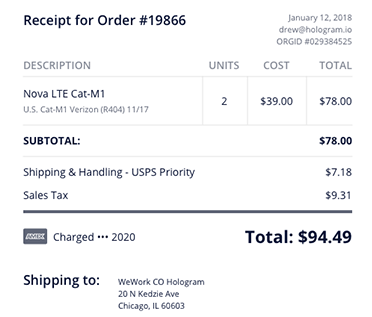 Receipt for Order #19866
January 12, 2018
drew@hologram.io
ORGID #029384525
DESCRIPTION UNITS COST TOTAL
Nova LTE Cat-M1
U.S. Cat-M1 Verizon (R404) 11/17
2 $39.00 $78.00
SUBTOTAL: $78.00
Shipping & Handling - USPS Priority $7.18
Sales Tax $9.31
AMEX Charged ••• 2020 Total: $94.49
Shipping to: WeWork CO Hologram
20 N Kedzie Ave
Chicago, IL 60603